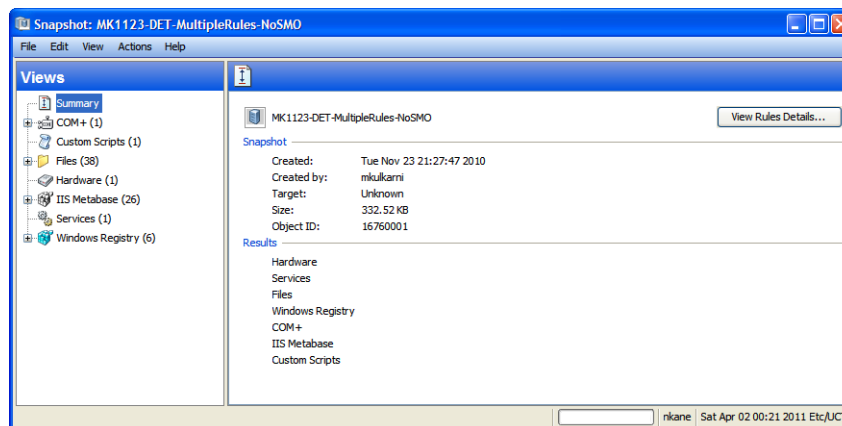 Snapshot: MK1123-DET-MultipleRules-NoSMO
File Edit View Actions Help
Views
Summary
COM+ (1)
Custom Scripts (1)
Files (38)
Hardware (1)
IIS Metabase (26)
Services (1)
Windows Registry (6)
MK1123-DET-MultipleRules-NoSMO
View Rules Details...
Snapshot
Created: Tue Nov 23 21:27:47 2010
Created by: mkulkarni
Target: Unknown
Size: 332.52 KB
Object ID: 16760001
Results
Hardware
Services
Files
Windows Registry
COM+
IIS Metabase
Custom Scripts
nkane Sat Apr 02 00:21 2011 Etc/UC